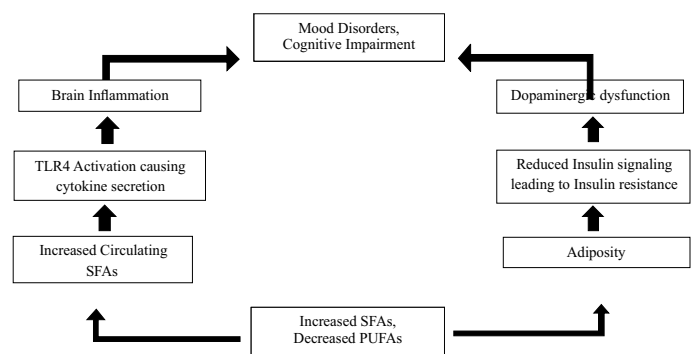 Mood Disorders,
Cognitive Impairment
Brain Inflammation
Dopaminergic dysfunction
TLR4 Activation causing
cytokine secretion
Reduced Insulin signaling
leading to Insulin resistance
Increased Circulating
SFAs
Adiposity
Increased SFAs,
Decreased PUFAs